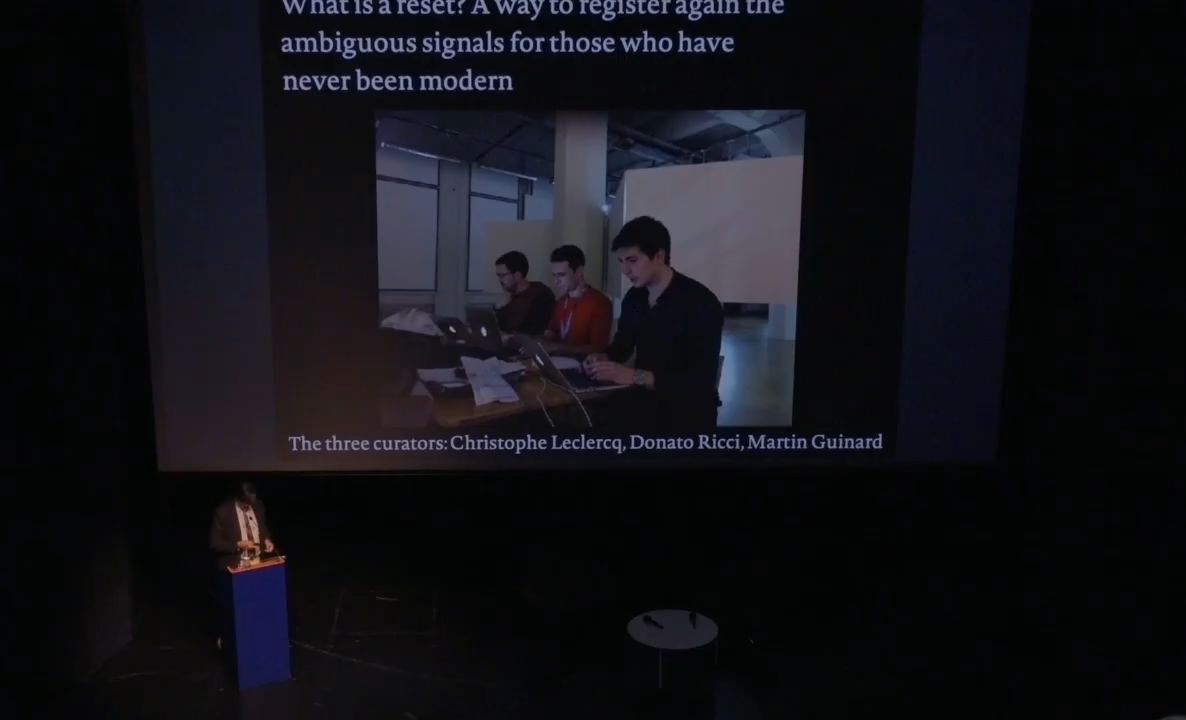 What is a reset? A way to register again the
ambiguous signals for those who have
never been modern
The three curators: Christophe Leclercq, Donato Ricci, Martin Guinard